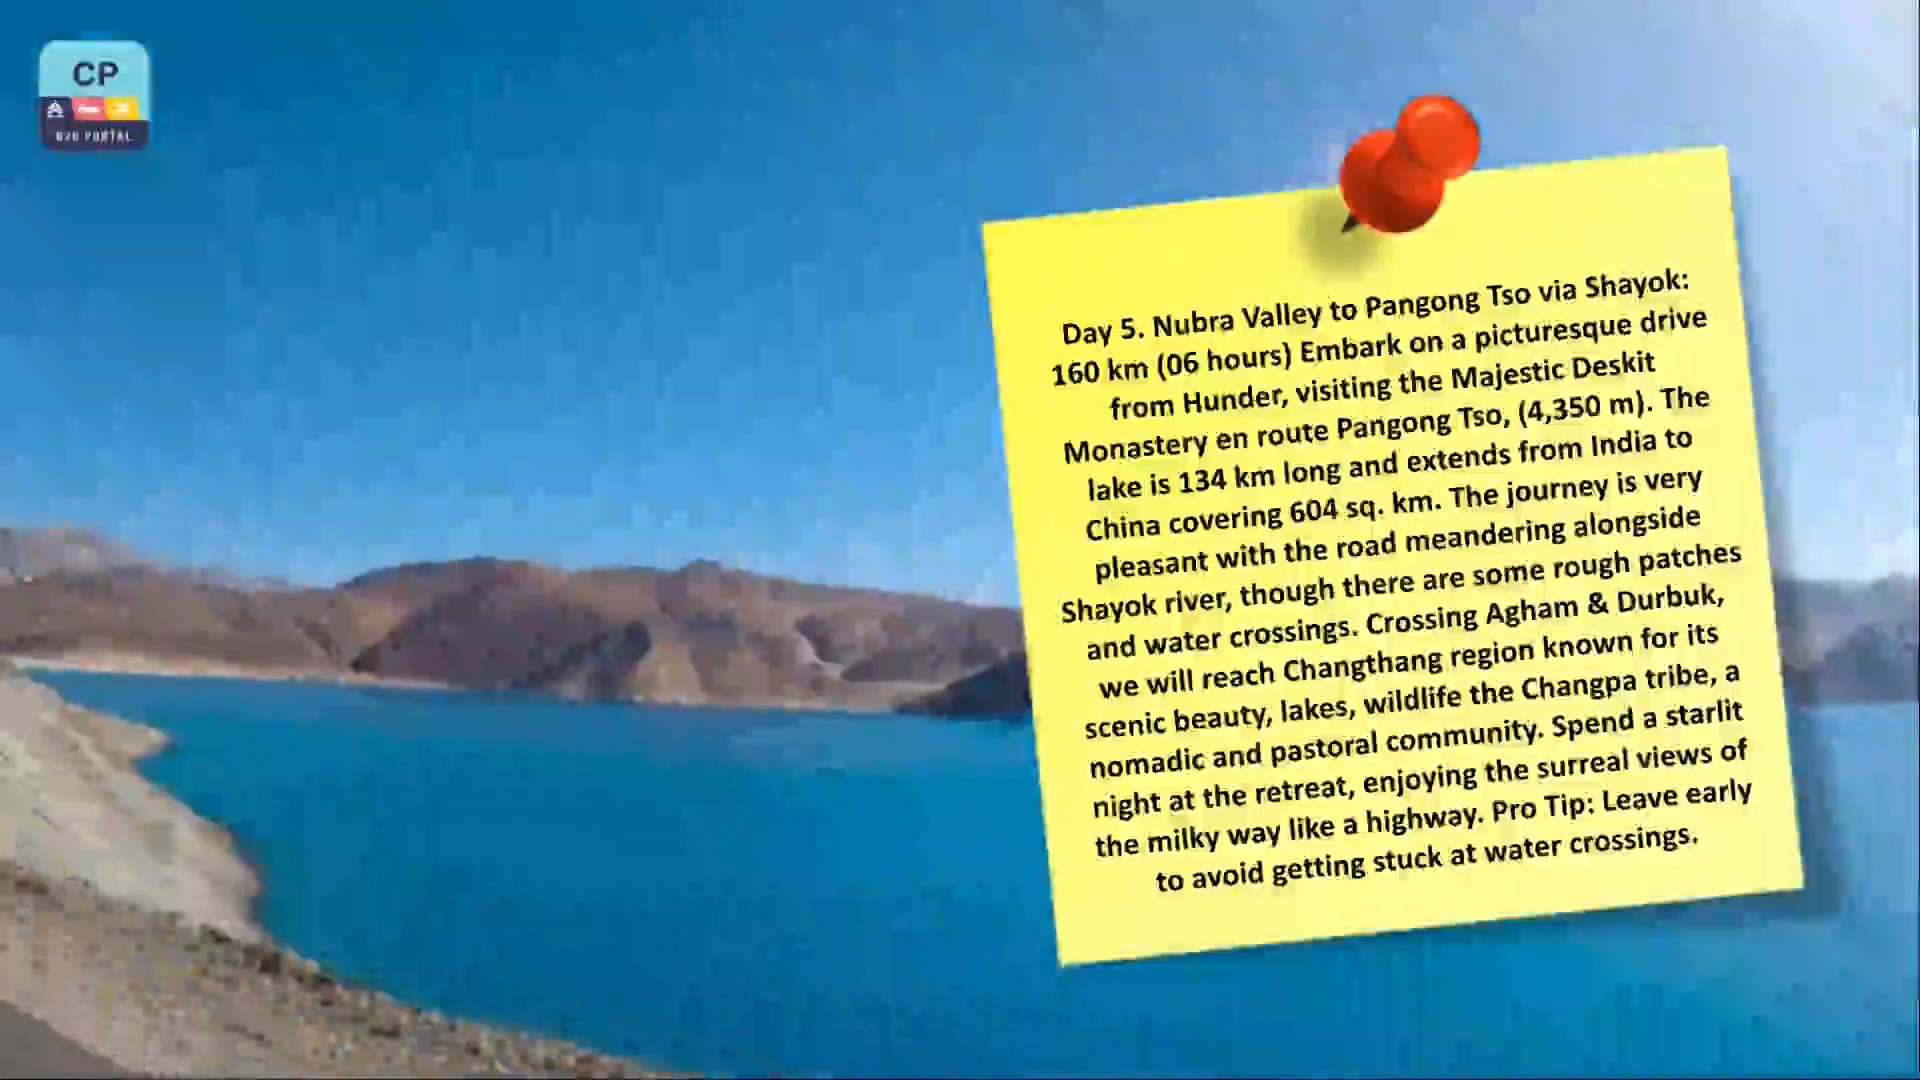 CP
B2B PORTAL
Day 5. Nubra Valley to Pangong Tso via Shayok:
160 km (06 hours) Embark on a picturesque drive
from Hunder, visiting the Majestic Deskit
Monastery en route Pangong Tso, (4,350 m). The
lake is 134 km long and extends from India to
China covering 604 sq. km. The journey is very
pleasant with the road meandering alongside
Shayok river, though there are some rough patches
and water crossings. Crossing Agham & Durbuk,
we will reach Changthang region known for its
scenic beauty, lakes, wildlife the Changpa tribe, a
nomadic and pastoral community. Spend a starlit
night at the retreat, enjoying the surreal views of
the milky way like a highway. Pro Tip: Leave early
to avoid getting stuck at water crossings.